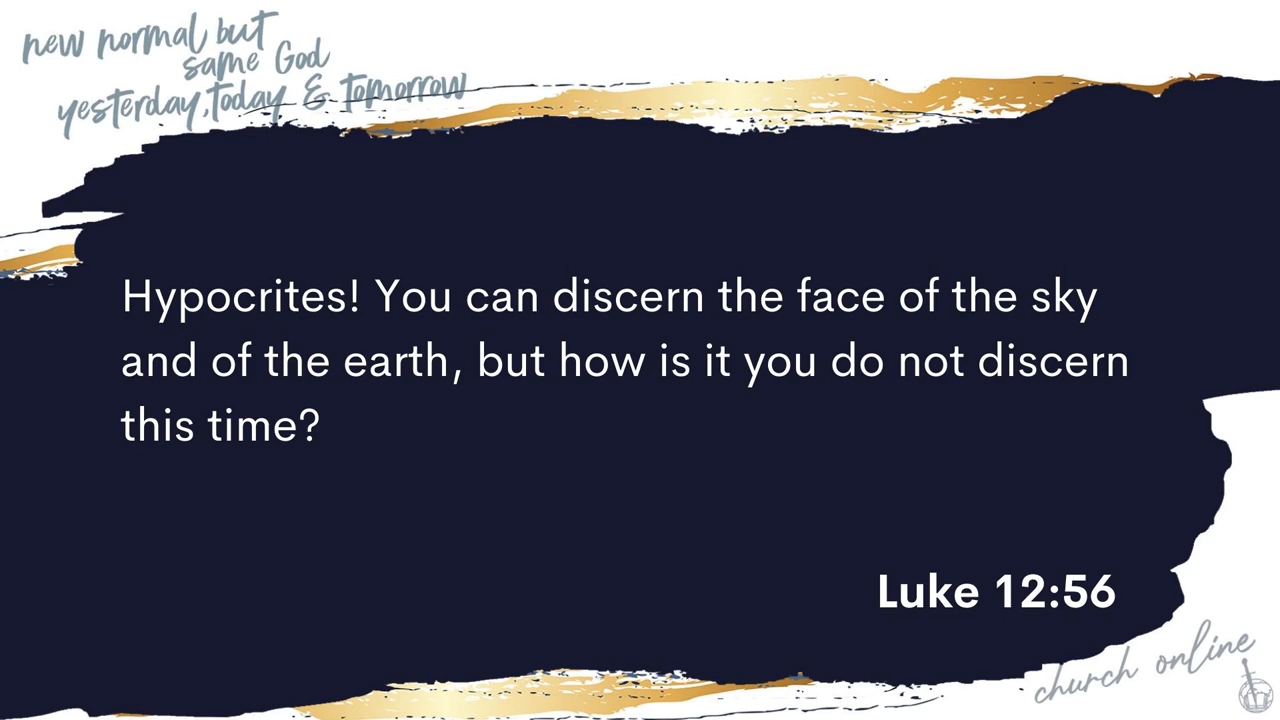 new normal but
same God
yesterday, today & tomorrow
Hypocrites! You can discern the face of the sky
and of the earth, but how is it you do not discern
this time?
Luke 12:56
church online